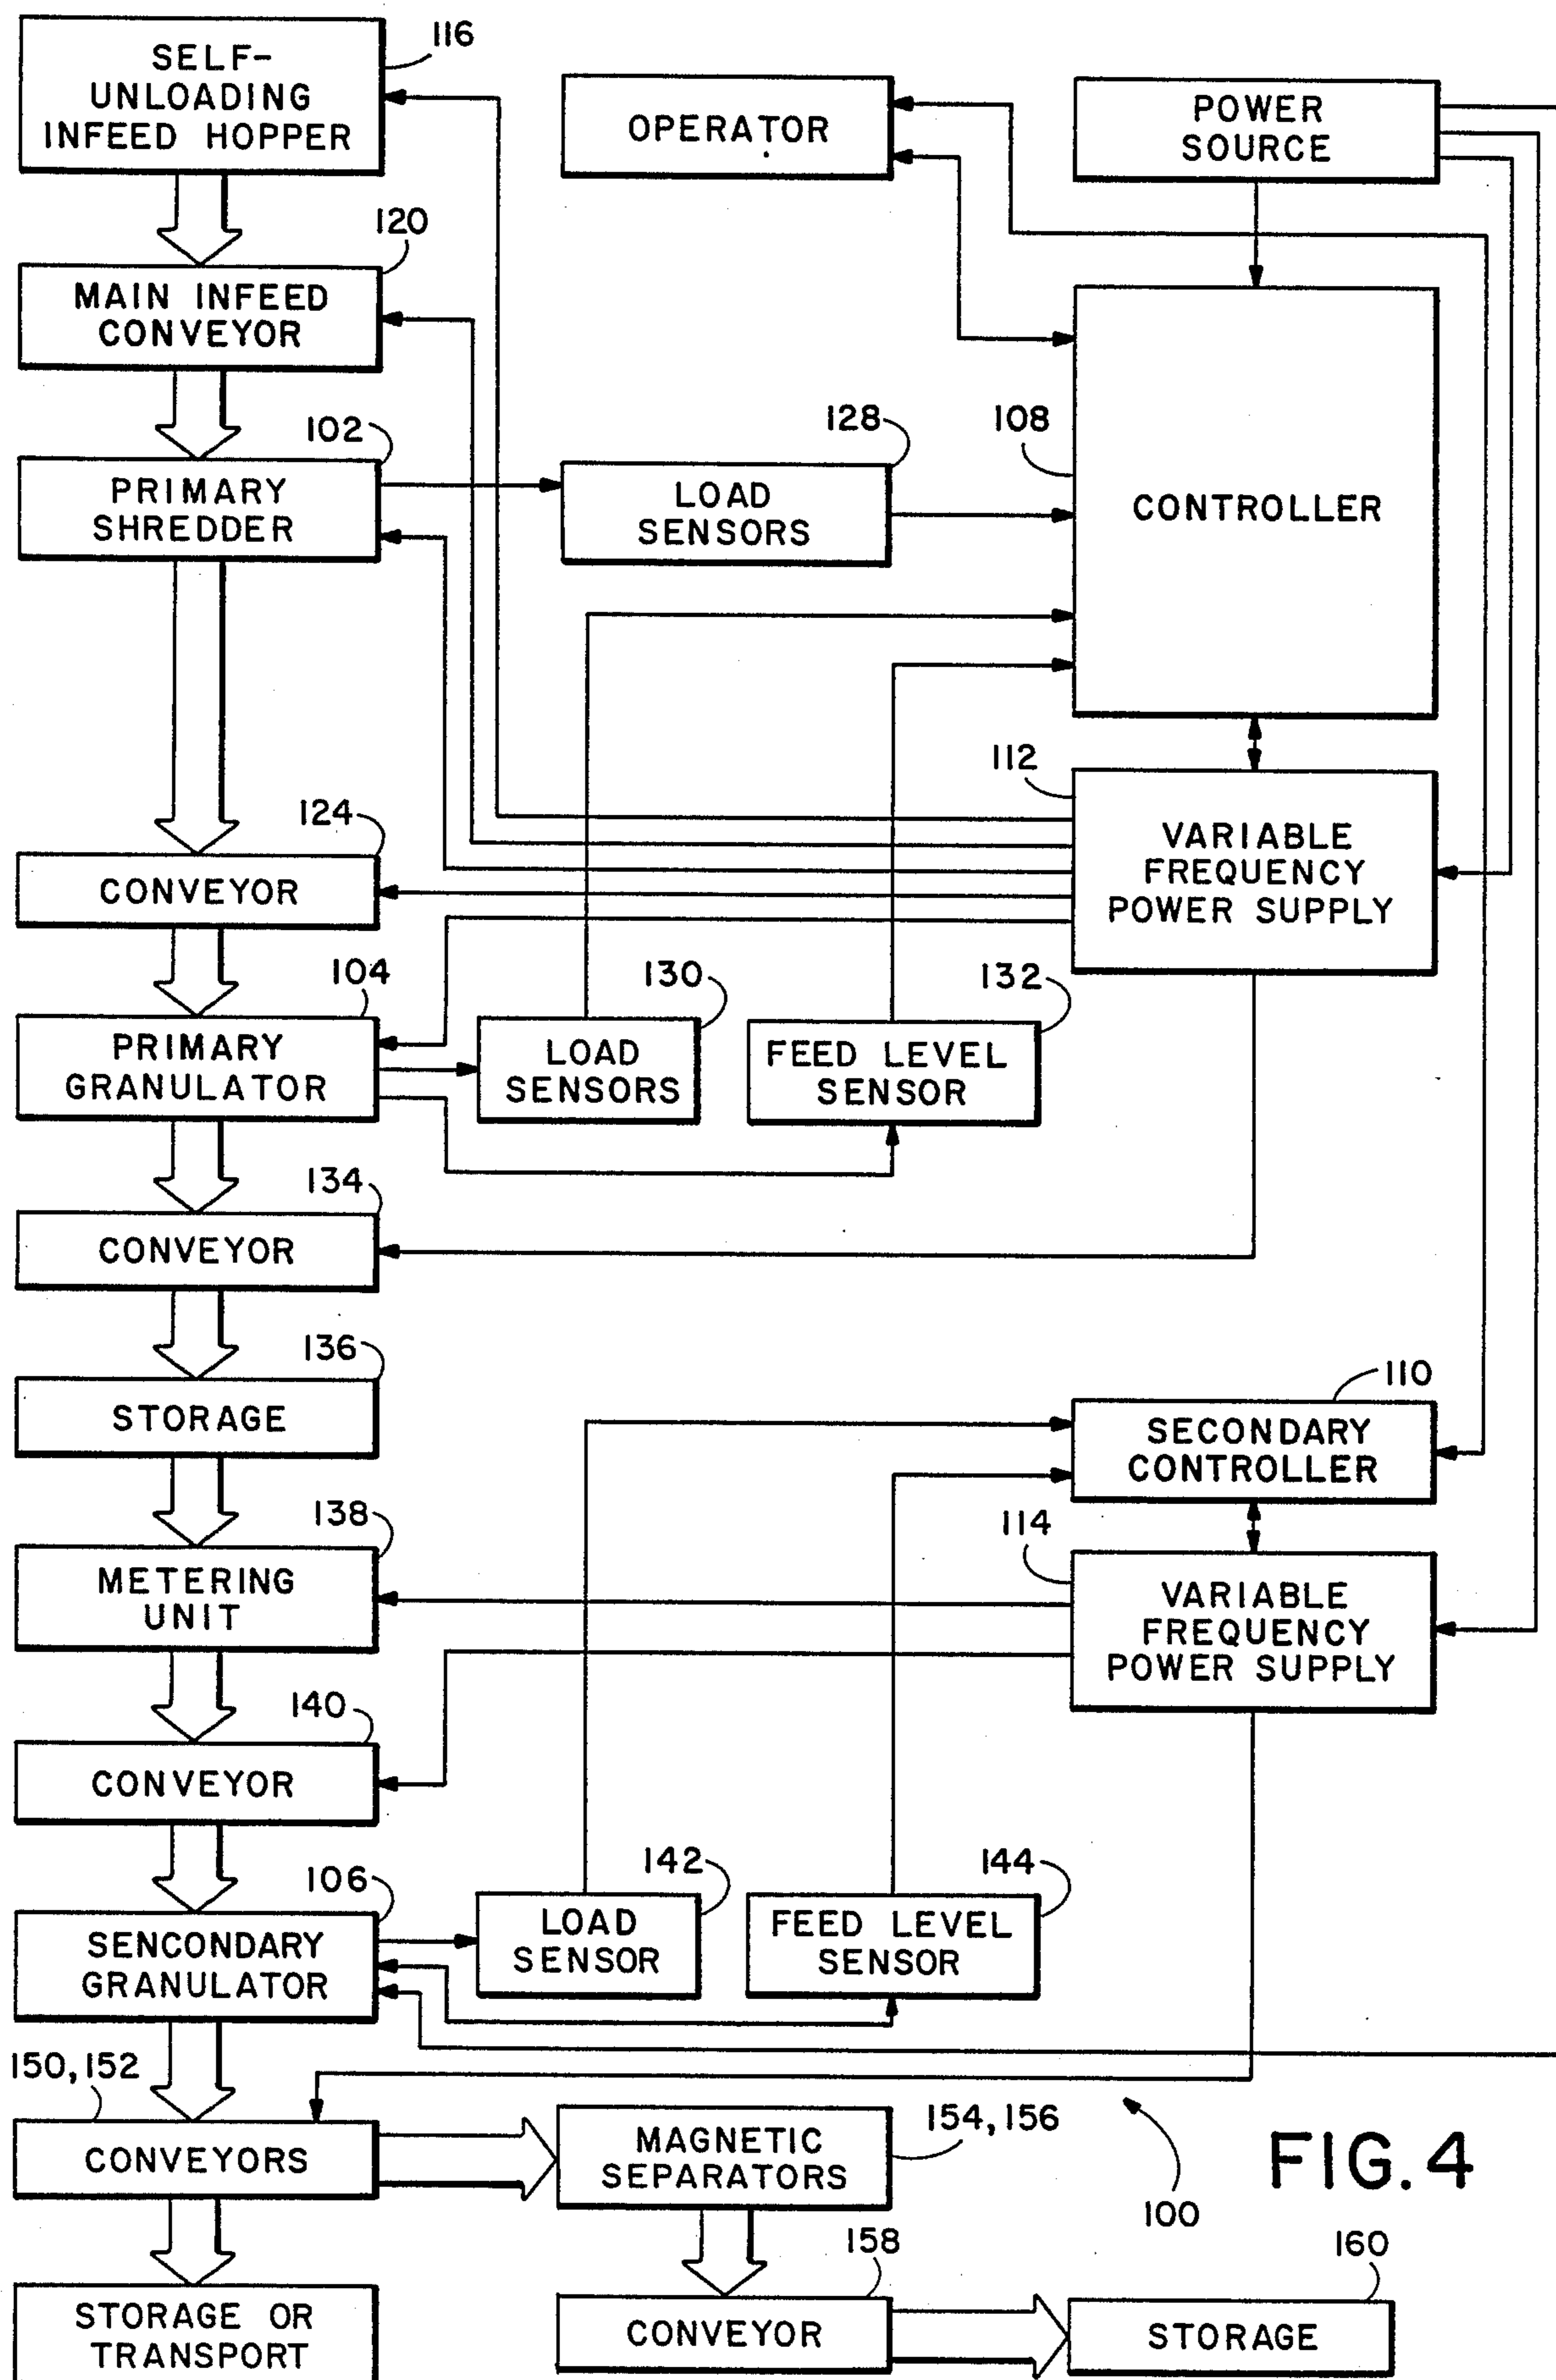 116
SELF-
UNLOADING
INFEED HOPPER
OPERATOR
POWER
SOURCE
120
MAIN INFEED
CONVEYOR
102
PRIMARY
SHREDDER
128
LOAD
SENSORS
108
CONTROLLER
112
VARIABLE
FREQUENCY
POWER SUPPLY
124
CONVEYOR
104
PRIMARY
GRANULATOR
130
LOAD
SENSORS
132
FEED LEVEL
SENSOR
134
CONVEYOR
136
STORAGE
110
SECONDARY
CONTROLLER
138
METERING
UNIT
114
VARIABLE
FREQUENCY
POWER SUPPLY
140
CONVEYOR
106
SENCONDARY
GRANULATOR
142
LOAD
SENSOR
144
FEED LEVEL
SENSOR
150, 152
CONVEYORS
154, 156
MAGNETIC
SEPARATORS
100
FIG. 4
STORAGE OR
TRANSPORT
158
CONVEYOR
160
STORAGE